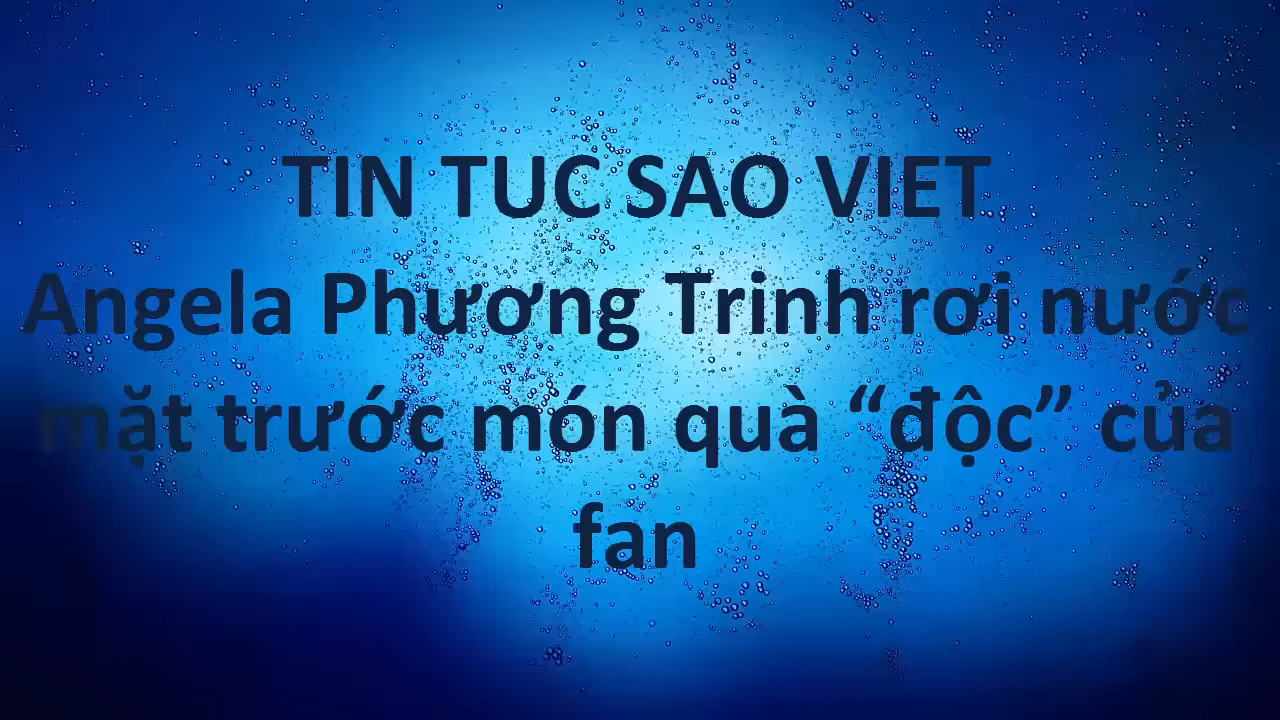 TIN TUC SAO VIET
Angela Phương Trinh rơi nước
mặt trước món quà “độc” của
fan